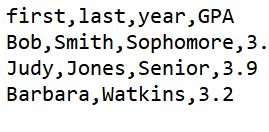 first,last,year,GPA
Bob,Smith,Sophomore,3.
Judy,Jones,Senior,3.9
Barbara,Watkins,3.2